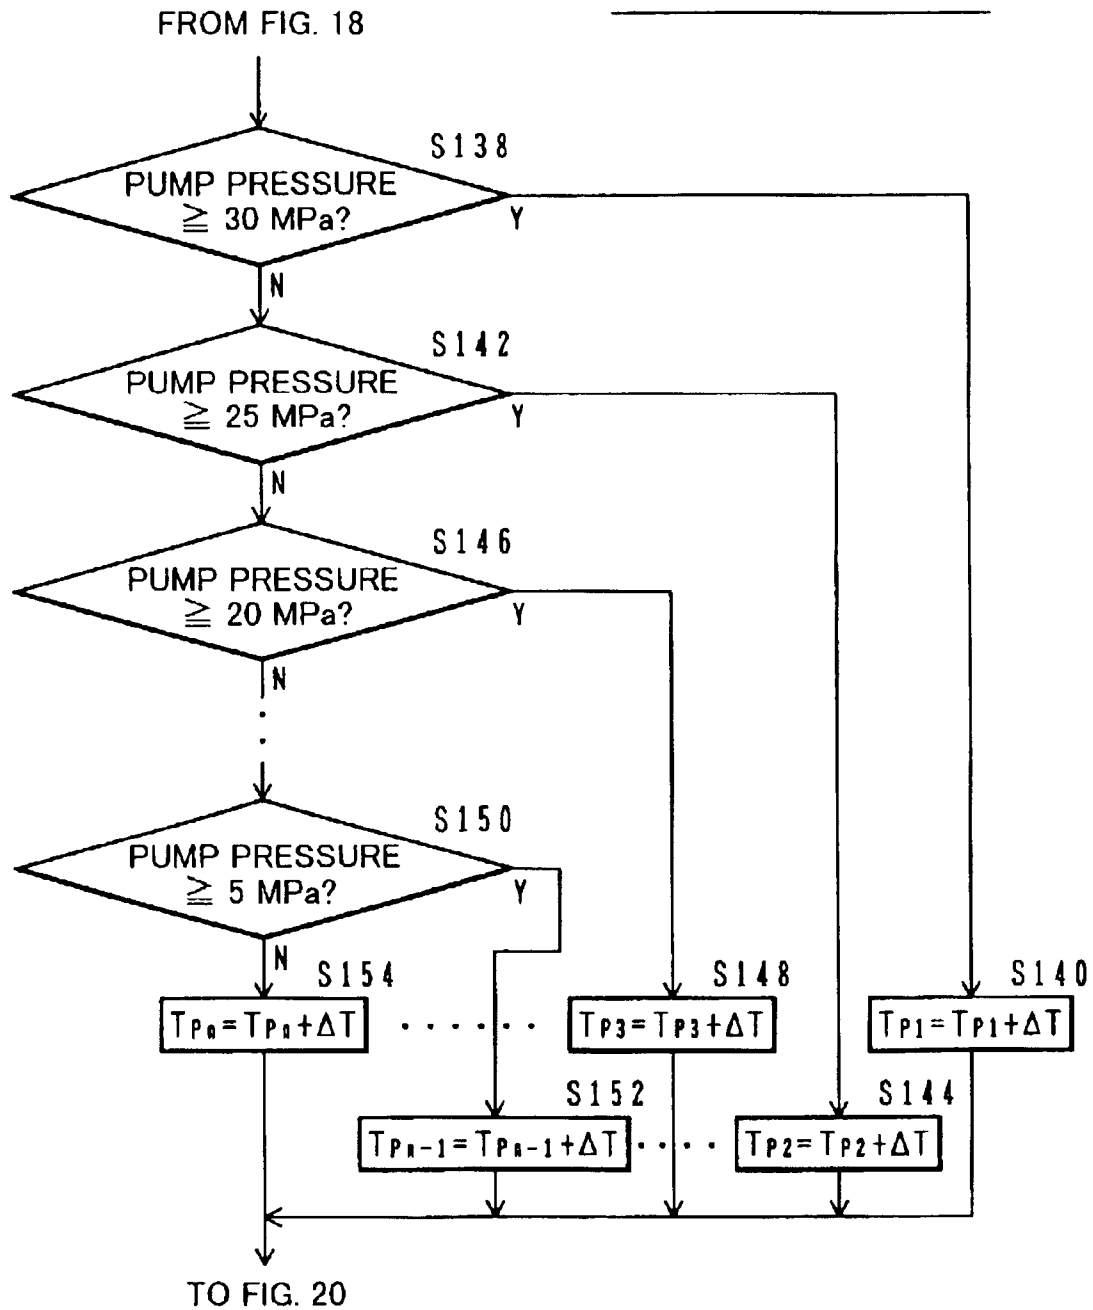 FROM FIG. 18
S138
PUMP PRESSURE
≧ 30 MPa?
Y
N
S142
PUMP PRESSURE
≧ 25 MPa?
Y
N
S146
PUMP PRESSURE
≧ 20 MPa?
Y
N
S150
PUMP PRESSURE
≧ 5 MPa?
Y
N
S154
S148
S140
TPn=TPn+ΔT
TP3=TP3+ΔT
TP1=TP1+ΔT
S152
S144
TPn-1=TPn-1+ΔT
TP2=TP2+ΔT
TO FIG. 20